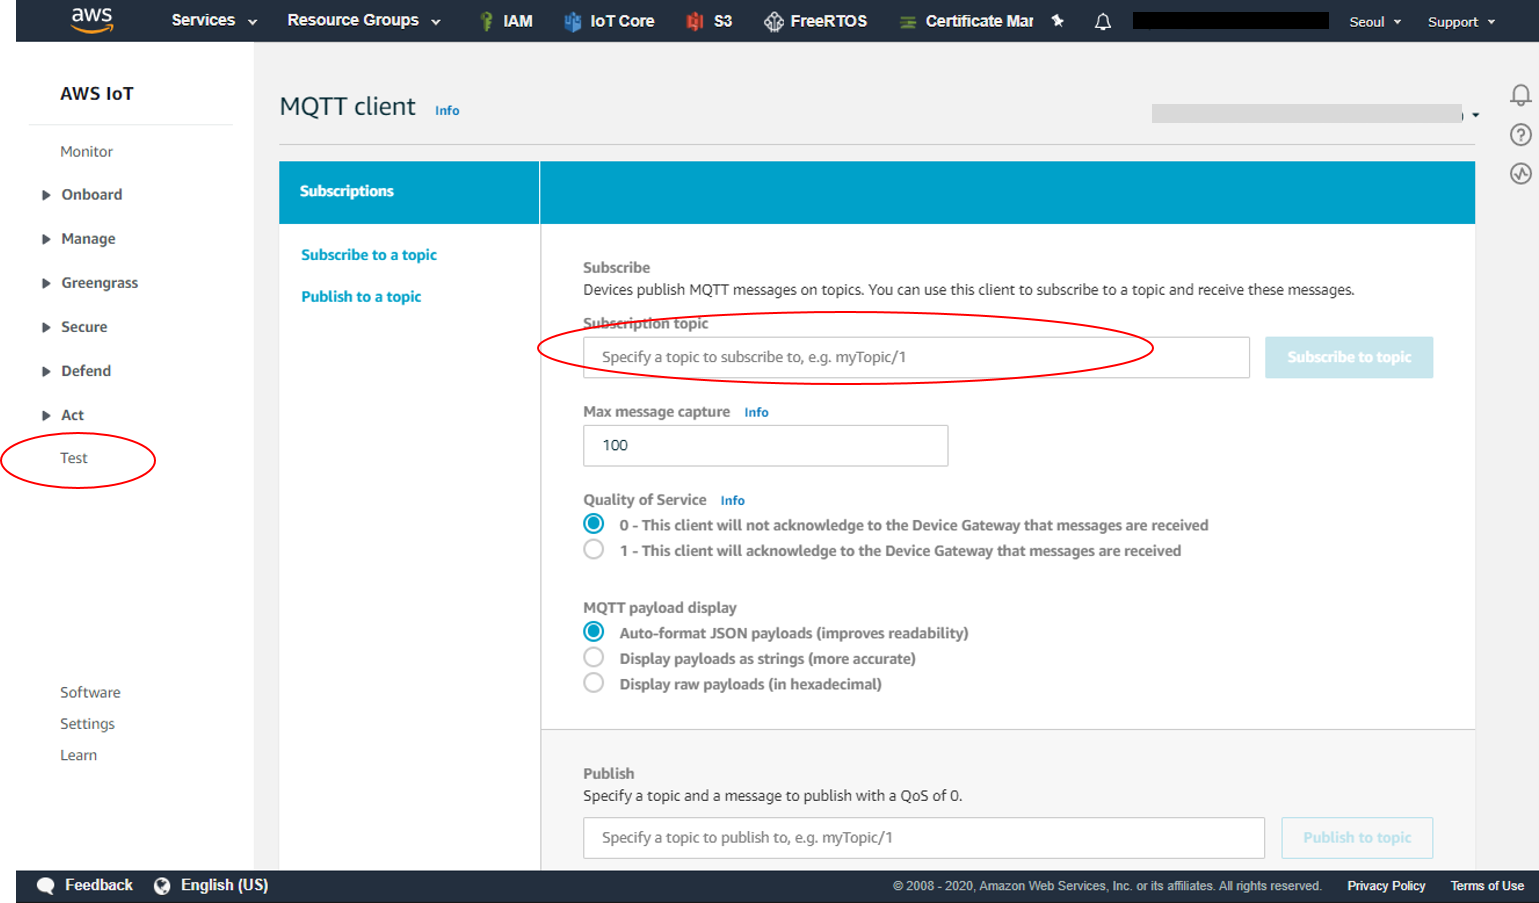 aws Services Resource Groups IAM IoT Core S3 FreeRTOS Certificate Mar Seoul Support
AWS IoT
Monitor
Onboard
Manage
Greengrass
Secure
Defend
Act
Test
Software
Settings
Learn
MQTT client Info
Subscriptions
Subscribe to a topic
Publish to a topic
Subscribe
Devices publish MQTT messages on topics. You can use this client to subscribe to a topic and receive these messages.
Subscription topic
Specify a topic to subscribe to, e.g. myTopic/1 Subscribe to topic
Max message capture Info
100
Quality of Service Info
0 - This client will not acknowledge to the Device Gateway that messages are received
1 - This client will acknowledge to the Device Gateway that messages are received
MQTT payload display
Auto-format JSON payloads (improves readability)
Display payloads as strings (more accurate)
Display raw payloads (in hexadecimal)
Publish
Specify a topic and a message to publish with a QoS of 0.
Specify a topic to publish to, e.g. myTopic/1 Publish to topic
Feedback English (US) © 2008 - 2020, Amazon Web Services, Inc. or its affiliates. All rights reserved. Privacy Policy Terms of Use